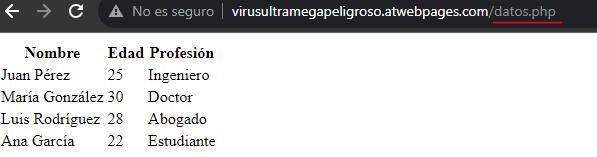 No es seguro | virusultramegapeligroso.atwebpages.com/datos.php
Nombre Edad Profesión
Juan Pérez 25 Ingeniero
María González 30 Doctor
Luis Rodríguez 28 Abogado
Ana García 22 Estudiante